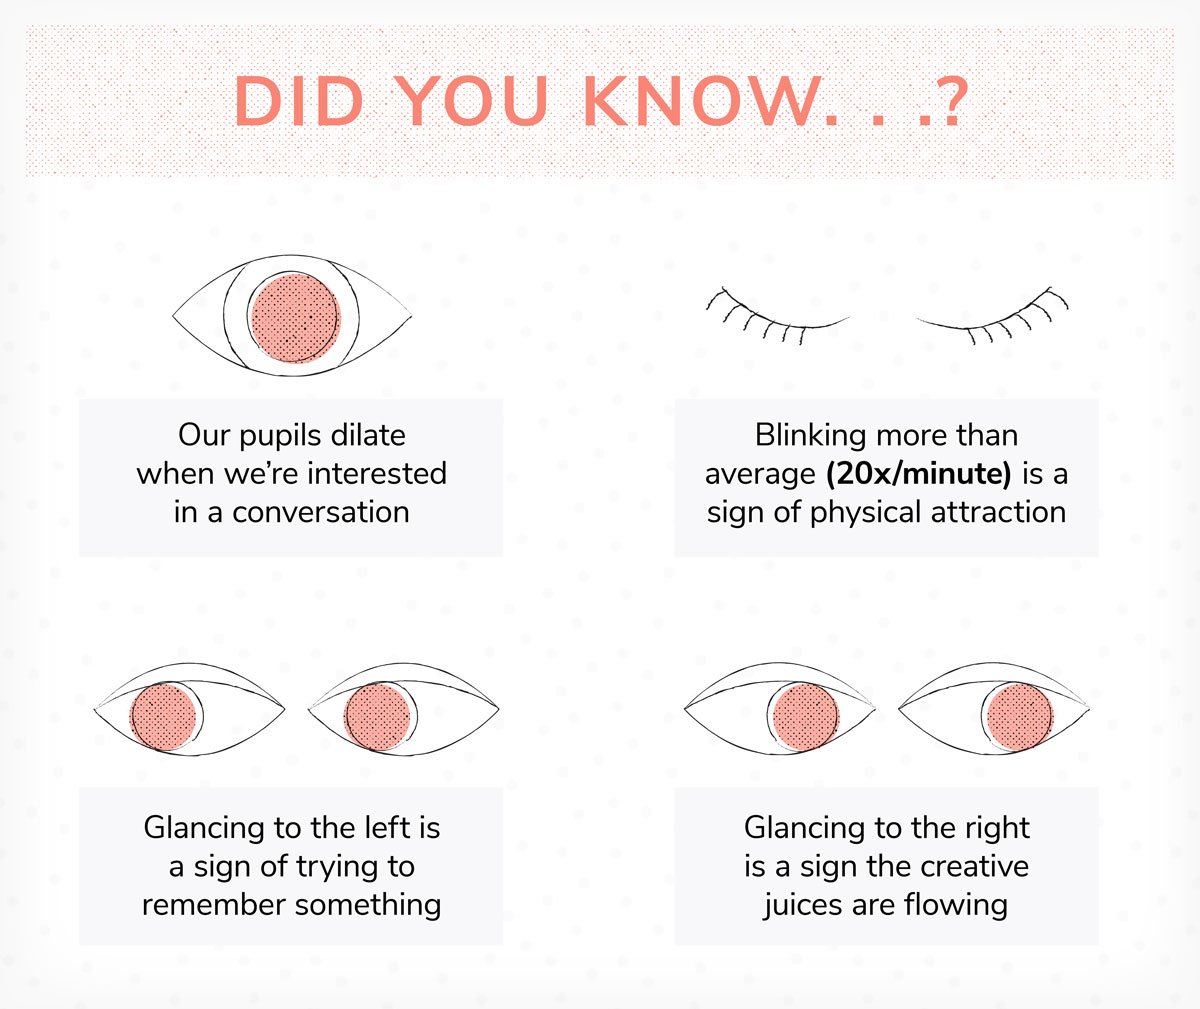 DID YOU KNOW. . .?
Our pupils dilate
when we’re interested
in a conversation
Blinking more than
average (20x/minute) is a
sign of physical attraction
Glancing to the left is
a sign of trying to
remember something
Glancing to the right
is a sign the creative
juices are flowing